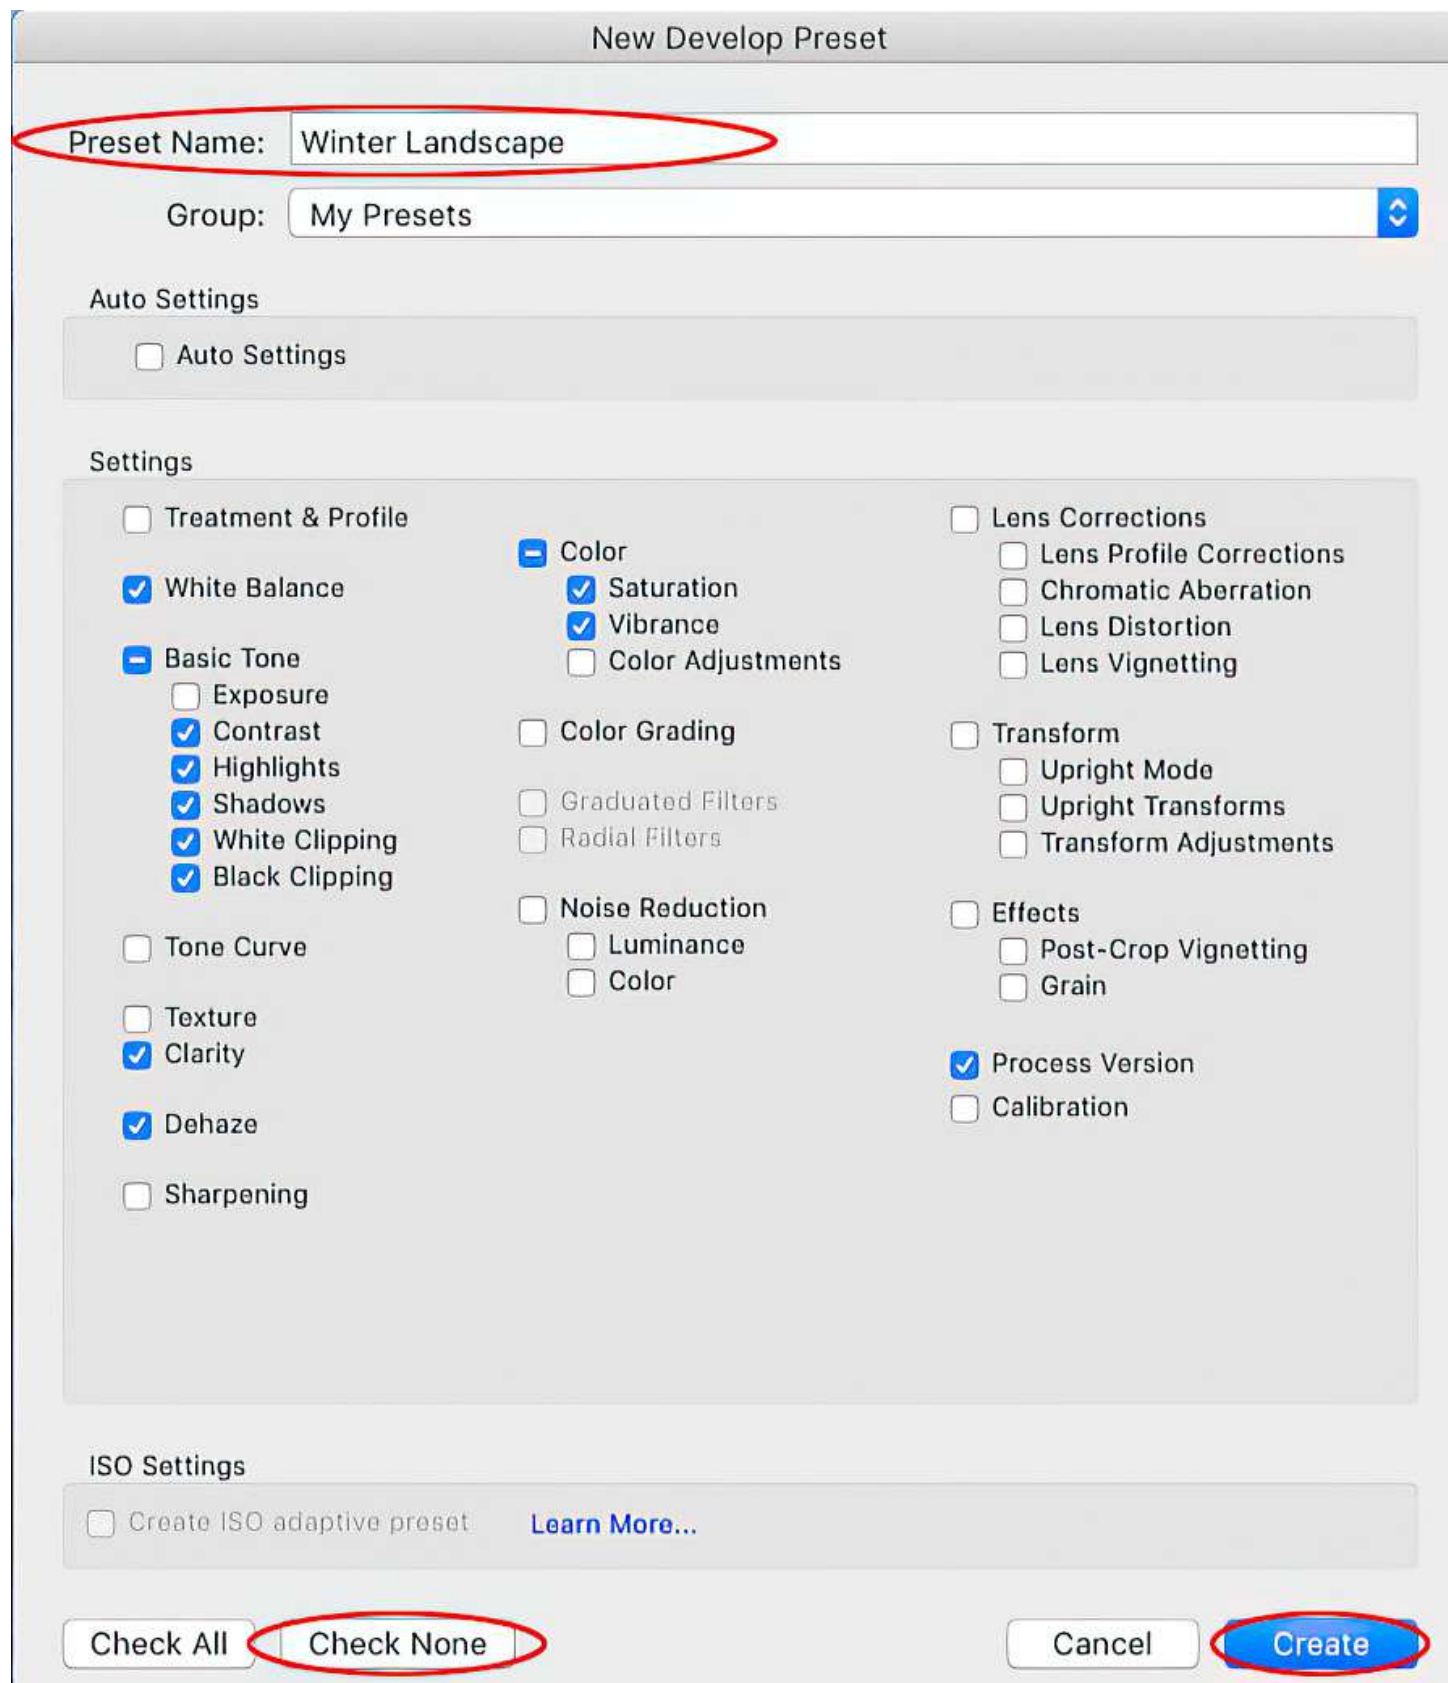 New Develop Preset
Preset Name: Winter Landscape
Group: My Presets
Auto Settings
Auto Settings
Settings
Treatment & Profile
White Balance
Basic Tone
Exposure
Contrast
Highlights
Shadows
White Clipping
Black Clipping
Tone Curve
Texture
Clarity
Dehaze
Sharpening
Color
Saturation
Vibrance
Color Adjustments
Color Grading
Graduated Filters
Radial Filters
Noise Reduction
Luminance
Color
Lens Corrections
Lens Profile Corrections
Chromatic Aberration
Lens Distortion
Lens Vignetting
Transform
Upright Mode
Upright Transforms
Transform Adjustments
Effects
Post-Crop Vignetting
Grain
Process Version
Calibration
ISO Settings
Create ISO adaptive preset Learn More...
Check All Check None Cancel Create